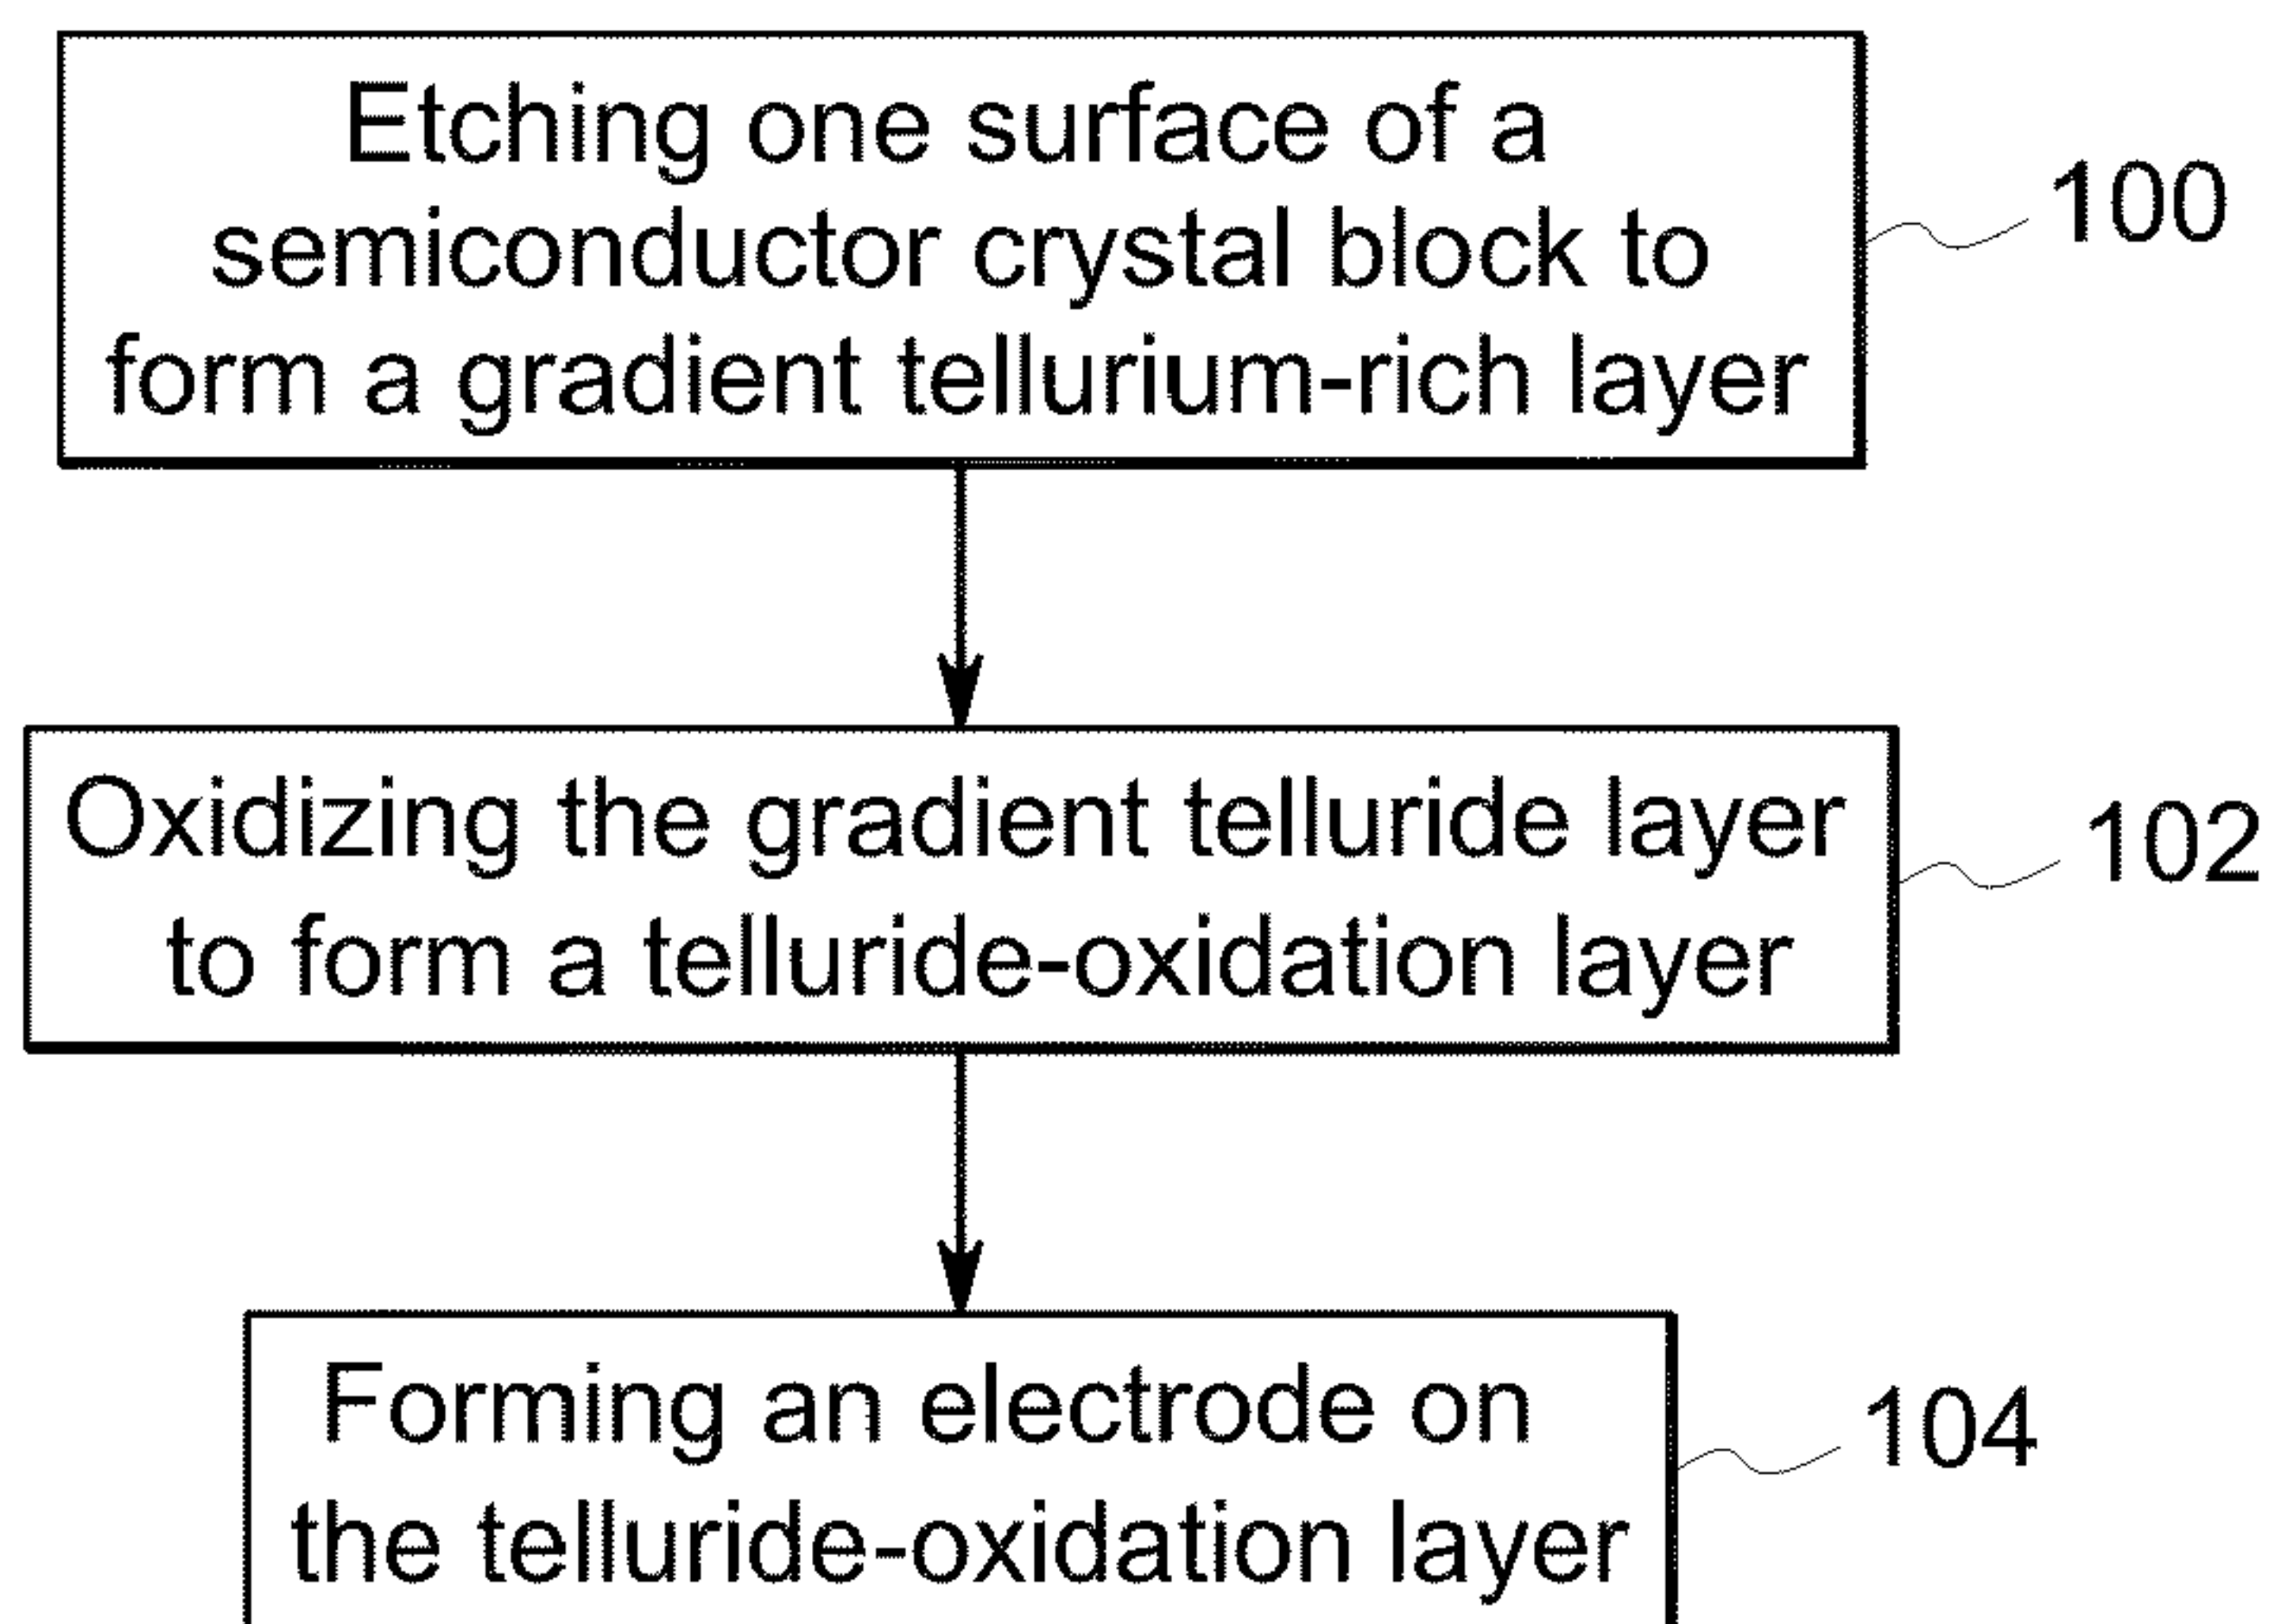 Etching one surface of a
semiconductor crystal block to
form a gradient tellurium-rich layer
100
Oxidizing the gradient telluride layer
to form a telluride-oxidation layer
102
Forming an electrode on
the telluride-oxidation layer
104